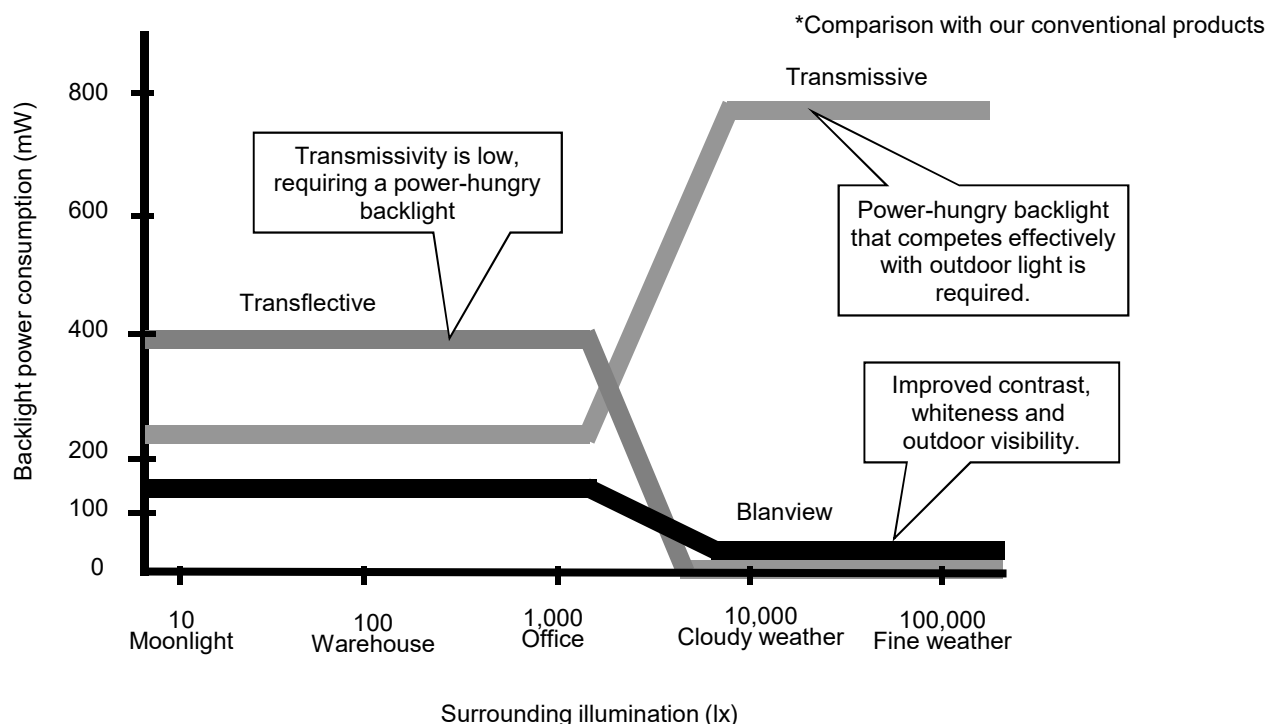 *Comparison with our conventional products
Transmissive
800
Transmissivity is low,
requiring a power-hungry
backlight
Power-hungry backlight
that competes effectively
with outdoor light is
required.
600
Transflective
400
Improved contrast,
whiteness and
outdoor visibility.
200
100
Blanview
0
Backlight power consumption (mW)
10
Moonlight
100
Warehouse
1,000
Office
10,000
Cloudy weather
100,000
Fine weather
Surrounding illumination (lx)